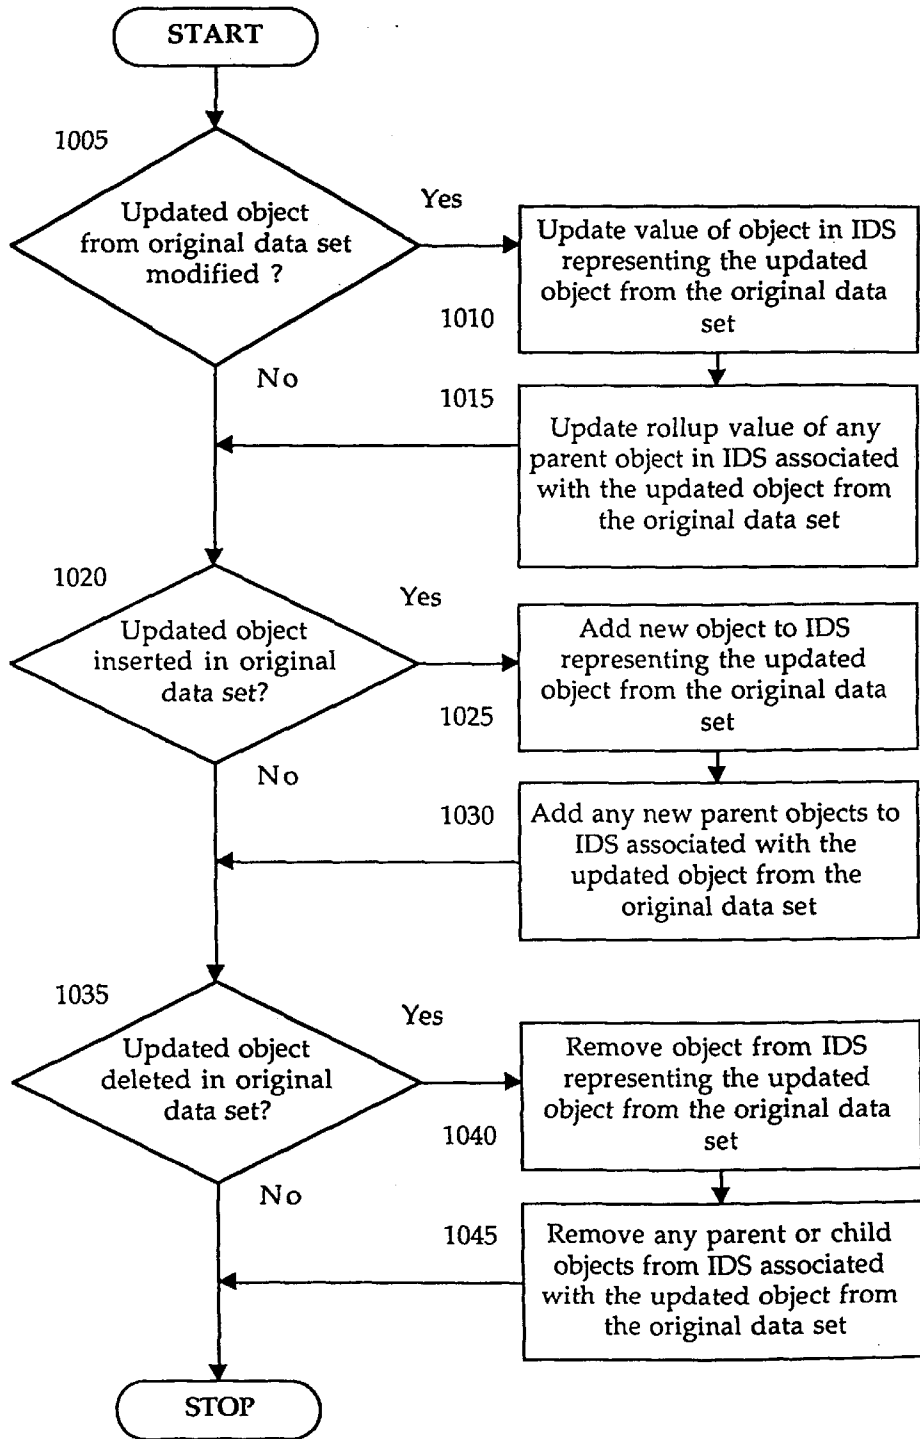 START
1005
Updated object
from original data set
modified ?
Yes
Update value of object in IDS
representing the updated
object from the original data
set
1010
No
1015
Update rollup value of any
parent object in IDS associated
with the updated object from
the original data set
1020
Updated object
inserted in original
data set?
Yes
Add new object to IDS
representing the updated
object from the original data
set
1025
No
1030
Add any new parent objects to
IDS associated with the
updated object from the
original data set
1035
Updated object
deleted in original
data set?
Yes
Remove object from IDS
representing the updated
object from the original data
set
1040
No
1045
Remove any parent or child
objects from IDS associated
with the updated object from
the original data set
STOP